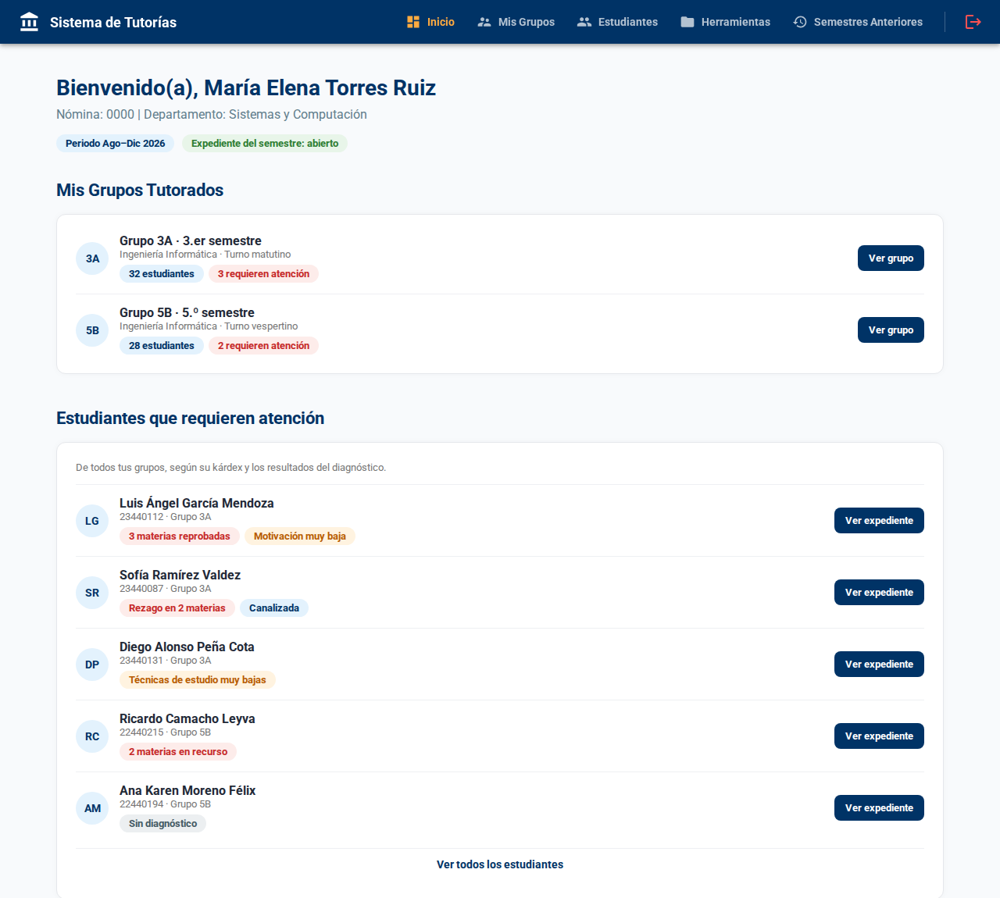 Sistema de Tutorías
Inicio
Mis Grupos
Estudiantes
Herramientas
Semestres Anteriores
Bienvenido(a), María Elena Torres Ruiz
Nómina: 0000 | Departamento: Sistemas y Computación
Periodo Ago–Dic 2026
Expediente del semestre: abierto
Mis Grupos Tutorados
3A
Grupo 3A · 3.er semestre
Ingeniería Informática · Turno matutino
32 estudiantes
3 requieren atención
Ver grupo
5B
Grupo 5B · 5.º semestre
Ingeniería Informática · Turno vespertino
28 estudiantes
2 requieren atención
Ver grupo
Estudiantes que requieren atención
De todos tus grupos, según su kárdex y los resultados del diagnóstico.
LG
Luis Ángel García Mendoza
23440112 · Grupo 3A
3 materias reprobadas
Motivación muy baja
Ver expediente
SR
Sofía Ramírez Valdez
23440087 · Grupo 3A
Rezago en 2 materias
Canalizada
Ver expediente
DP
Diego Alonso Peña Cota
23440131 · Grupo 3A
Técnicas de estudio muy bajas
Ver expediente
RC
Ricardo Camacho Leyva
22440215 · Grupo 5B
2 materias en recurso
Ver expediente
AM
Ana Karen Moreno Félix
22440194 · Grupo 5B
Sin diagnóstico
Ver expediente
Ver todos los estudiantes